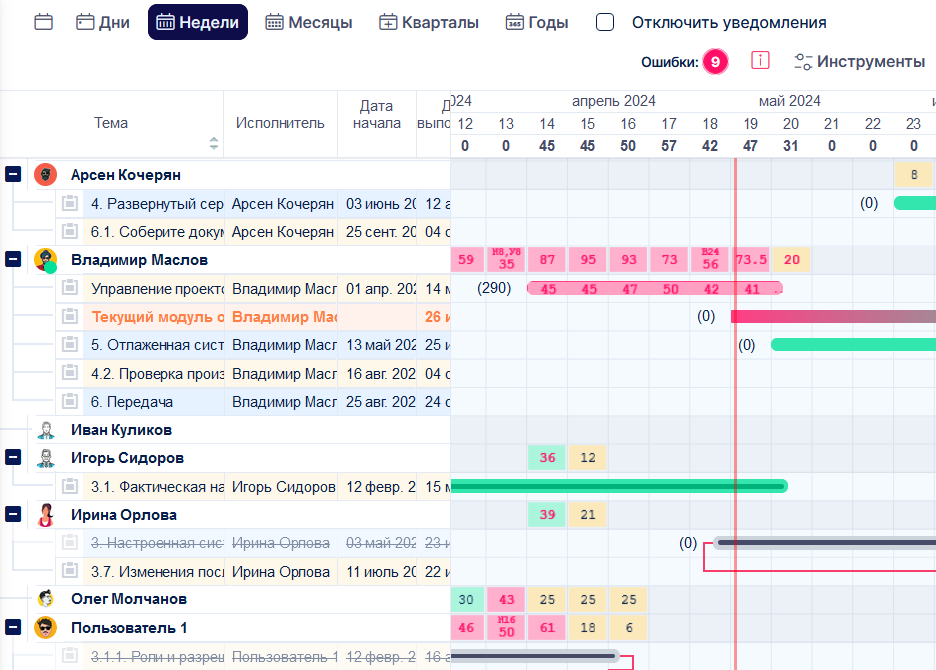 Дни Недели Месяцы Кварталы Годы Отключить уведомления
Ошибки: 9 Инструменты
Тема Исполнитель Дата начала
024 апрель 2024 май 2024
12 13 14 15 16 17 18 19 20 21 22 23
0 0 45 45 50 57 42 47 31 0 0 0
Арсен Кочерян 8
4. Развернутый сер Арсен Кочерян 03 июнь 20 12 а (0)
6.1. Соберите докум Арсен Кочерян 25 сент. 20 04 о
Владимир Маслов 59 Н8,У8 35 87 95 93 73 В24 56 73.5 20
Управление проекто Владимир Масл 01 апр. 202 14 м (290) 45 45 47 50 42 41
Текущий модуль о Владимир Мас 26 и (0)
5. Отлаженная сист Владимир Масл 13 май 202 25 и (0)
4.2. Проверка произ Владимир Масл 16 авг. 202 04 с
6. Передача Владимир Масл 25 авг. 202 24 с
Иван Куликов
Игорь Сидоров 36 12
3.1. Фактическая на Игорь Сидоров 12 февр. 2 15 м
Ирина Орлова 39 21
3. Настроенная сис Ирина Орлова 03 май 202 23 и (0)
3.7. Изменения посл Ирина Орлова 11 июль 20 22 и
Олег Молчанов 30 43 25 25 25
Пользователь 1 46 Н16 50 61 18 6
3.1.1. Роли и разреш Пользователь 1 12 февр. 2 16